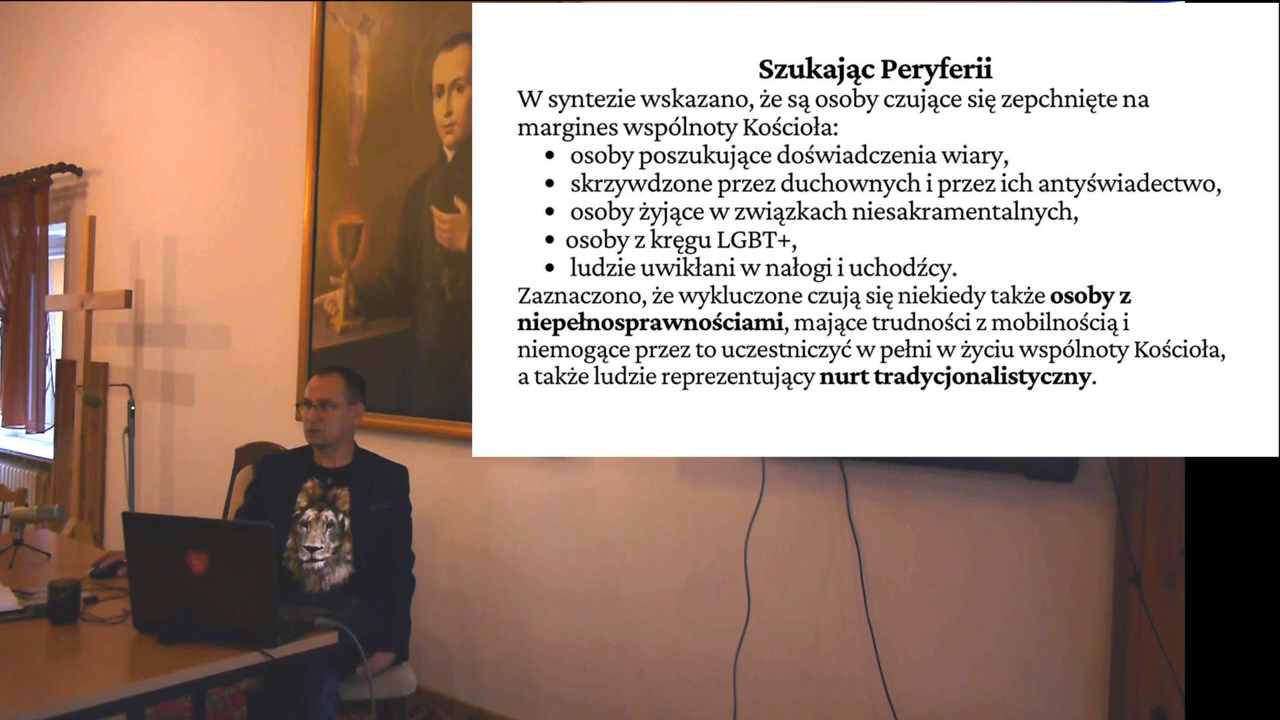 Szukając Peryferii
W syntezie wskazano, że są osoby czujące się zepchnięte na
margines wspólnoty Kościoła:
• osoby poszukujące doświadczenia wiary,
• skrzywdzone przez duchownych i przez ich antyświadectwo,
• osoby żyjące w związkach niesakramentalnych,
• osoby z kręgu LGBT+,
• ludzie uwikłani w nałogi i uchodźcy.
Zaznaczono, że wykluczone czują się niekiedy także osoby z
niepełnosprawnościami, mające trudności z mobilnością i
niemogące przez to uczestniczyć w pełni w życiu wspólnoty Kościoła,
a także ludzie reprezentujący nurt tradycjonalistyczny.